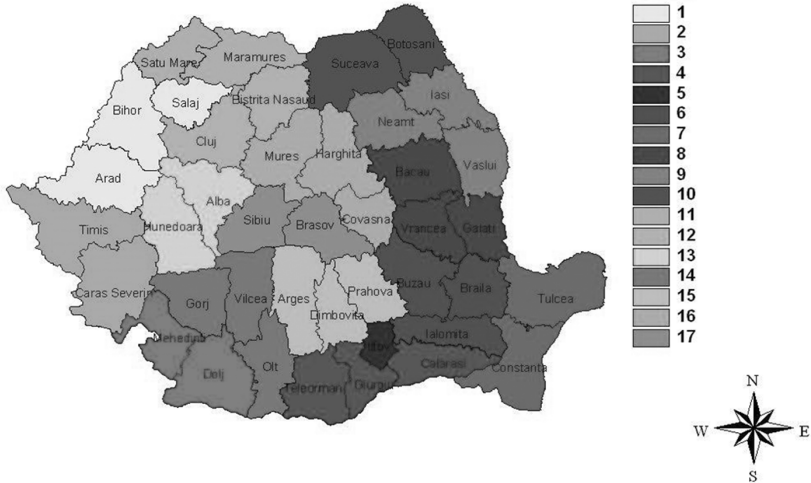 Botosani
Suceava
Maramures
Satu Mare
Iasi
Bistrita Nasaud
Salaj
Bihor
Neamt
Cluj
Mures
Harghita
Vaslui
Bacau
Arad
Alba
Sibiu
Brasov
Covasna
Hunedoara
Timis
Vrancea
Galati
Caras Severin
Gorj
Vilcea
Arges
Prahova
Buzau
Braila
Tulcea
Dimbovita
Mehedinti
Ialomita
Calarasi
Constanta
Dolj
Olt
Teleorman
Giurgiu
1
2
3
4
5
6
7
8
9
10
11
12
13
14
15
16
17
N
W E
S